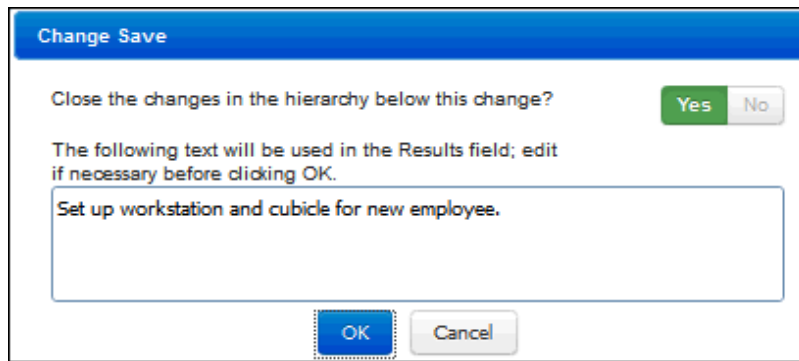 Change Save
Close the changes in the hierarchy below this change?
Yes No
The following text will be used in the Results field; edit
if necessary before clicking OK.
Set up workstation and cubicle for new employee.
OK Cancel